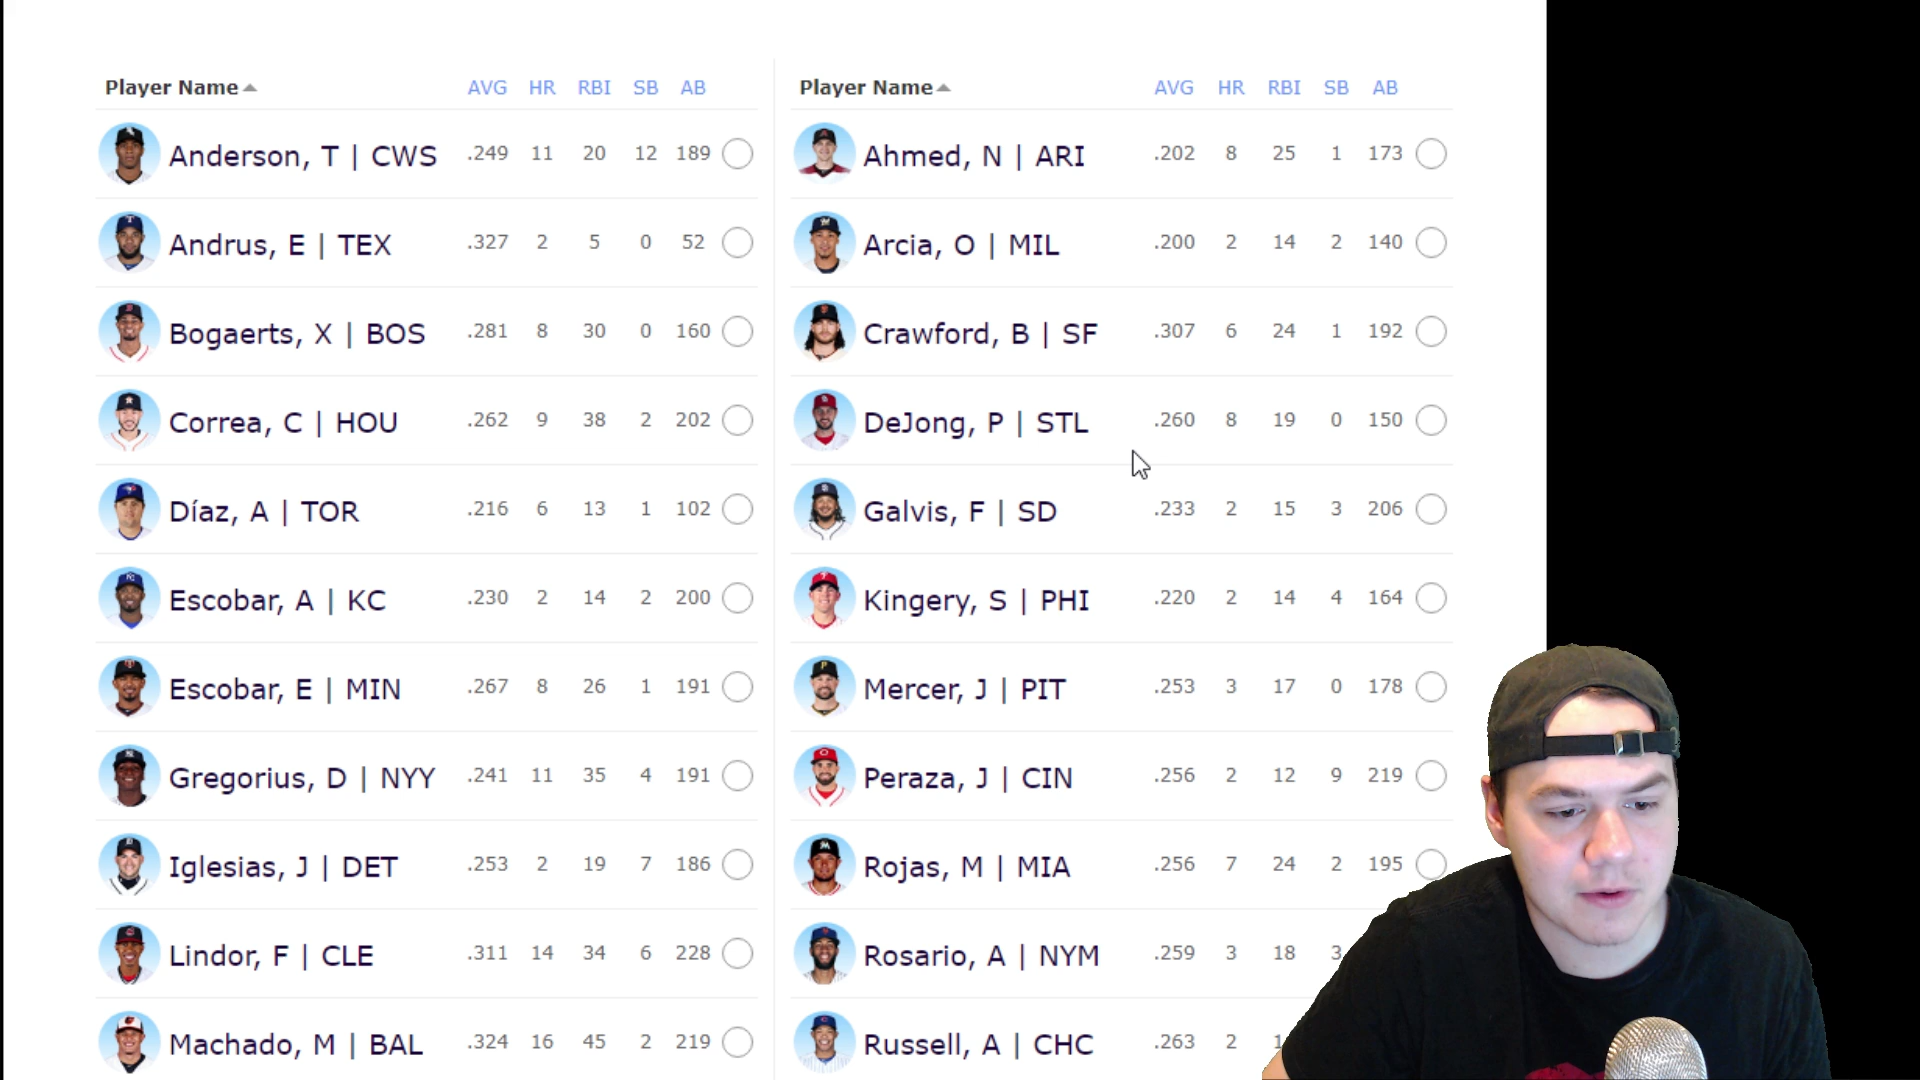 Player Name AVG HR RBI SB AB
Anderson, T | CWS .249 11 20 12 189
Andrus, E | TEX .327 2 5 0 52
Bogaerts, X | BOS .281 8 30 0 160
Correa, C | HOU .262 9 38 2 202
Díaz, A | TOR .216 6 13 1 102
Escobar, A | KC .230 2 14 2 200
Escobar, E | MIN .267 8 26 1 191
Gregorius, D | NYY .241 11 35 4 191
Iglesias, J | DET .253 2 19 7 186
Lindor, F | CLE .311 14 34 6 228
Machado, M | BAL .324 16 45 2 219
Player Name AVG HR RBI SB AB
Ahmed, N | ARI .202 8 25 1 173
Arcia, O | MIL .200 2 14 2 140
Crawford, B | SF .307 6 24 1 192
DeJong, P | STL .260 8 19 0 150
Galvis, F | SD .233 2 15 3 206
Kingery, S | PHI .220 2 14 4 164
Mercer, J | PIT .253 3 17 0 178
Peraza, J | CIN .256 2 12 9 219
Rojas, M | MIA .256 7 24 2 195
Rosario, A | NYM .259 3 18 3
Russell, A | CHC .263 2